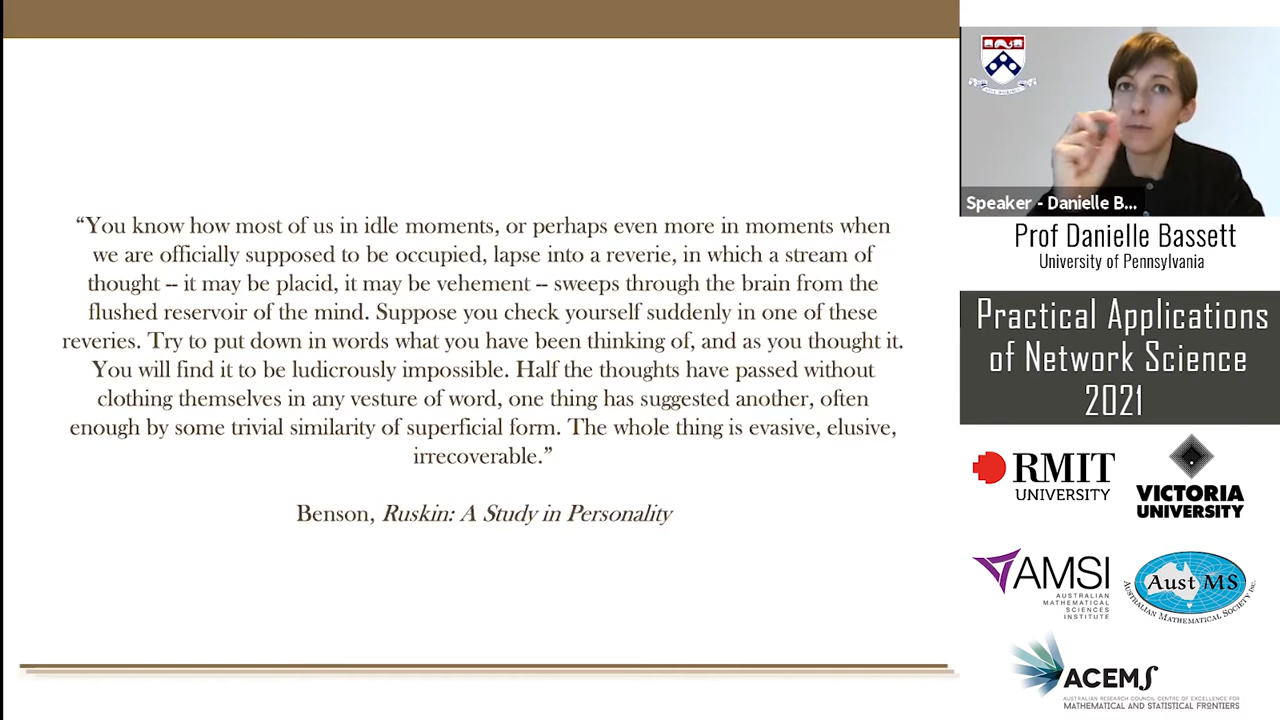 “You know how most of us in idle moments, or perhaps even more in moments when
we are officially supposed to be occupied, lapse into a reverie, in which a stream of
thought -- it may be placid, it may be vehement -- sweeps through the brain from the
flushed reservoir of the mind. Suppose you check yourself suddenly in one of these
reveries. Try to put down in words what you have been thinking of, and as you thought it.
You will find it to be ludicrously impossible. Half the thoughts have passed without
clothing themselves in any vesture of word, one thing has suggested another, often
enough by some trivial similarity of superficial form. The whole thing is evasive, elusive,
irrecoverable.”
Benson, Ruskin: A Study in Personality
Speaker - Danielle B...
Prof Danielle Bassett
University of Pennsylvania
Practical Applications
of Network Science
2021
RMIT
UNIVERSITY
VICTORIA
UNIVERSITY
AMSI
AUSTRALIAN
MATHEMATICAL
SCIENCES
INSTITUTE
Aust MS
AUSTRALIAN MATHEMATICAL SOCIETY INC.
ACEMS
AUSTRALIAN RESEARCH COUNCIL CENTRE OF EXCELLENCE FOR
MATHEMATICAL AND STATISTICAL FRONTIERS